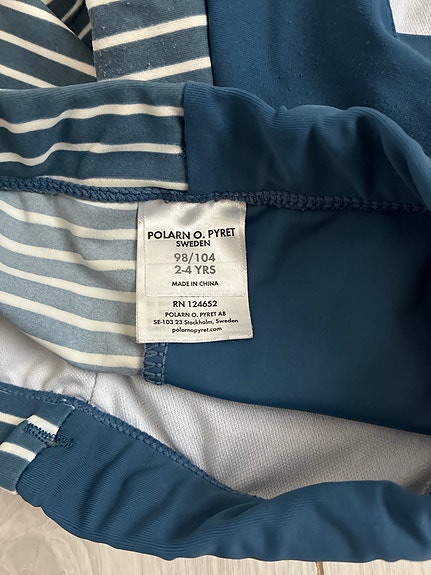 POLARN O. PYRET
SWEDEN
98/104
2-4 YRS
MADE IN CHINA
RN 124652
POLARN O. PYRET AB
SE-103 23 Stockholm, Sweden
polarnopyret.com